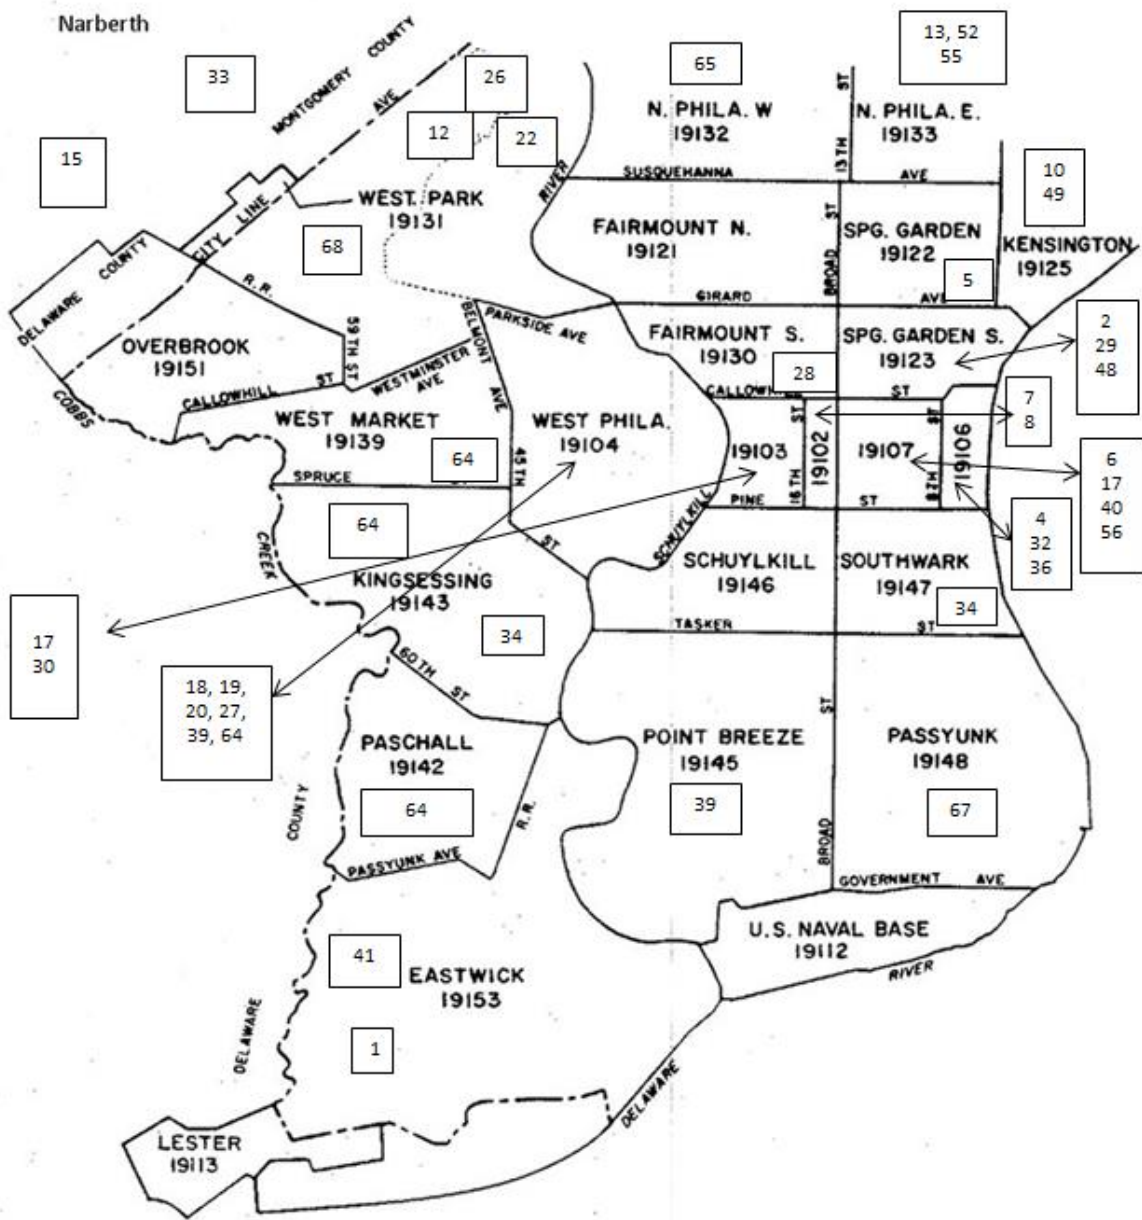 Narberth
33
MONTGOMERY COUNTY
26
65
13, 52
55
12
22
15
N. PHILA. W
19132
13TH ST
N. PHILA. E.
19133
SUSQUEHANNA
AVE
10
49
CITY LINE AVE
WEST PARK
19131
RIVER
68
FAIRMOUNT N.
19121
BROAD ST
SPG. GARDEN
19122
5
KENSINGTON
19125
DELAWARE COUNTY
R. R.
GIRARD
AVE
OVERBROOK
19151
59TH ST
BELMONT AVE
PARKSIDE AVE
FAIRMOUNT S.
19130
28
SPG. GARDEN S.
19123
2
29
48
COBBS
CALLOWHILL ST
WESTMINSTER AVE
CALLOWHILL
ST
7
8
WEST MARKET
19139
64
WEST PHILA.
19104
19103
16TH ST
19102
19107
8TH ST
19106
6
17
40
56
SPRUCE
45TH
ST
PINE
ST
4
32
36
64
CREEK
SCHUYLKILL
KINGSESSING
19143
34
SCHUYLKILL
19146
SOUTHWARK
19147
34
TASKER
ST
17
30
18, 19,
20, 27,
39, 64
60TH ST
PASCHALL
19142
64
R.R.
POINT BREEZE
19145
39
ST
BROAD
PASSYUNK
19148
67
COUNTY
PASSYUNK AVE
GOVERNMENT AVE
U.S. NAVAL BASE
19112
RIVER
41
EASTWICK
19153
1
DELAWARE
DELAWARE
LESTER
19113